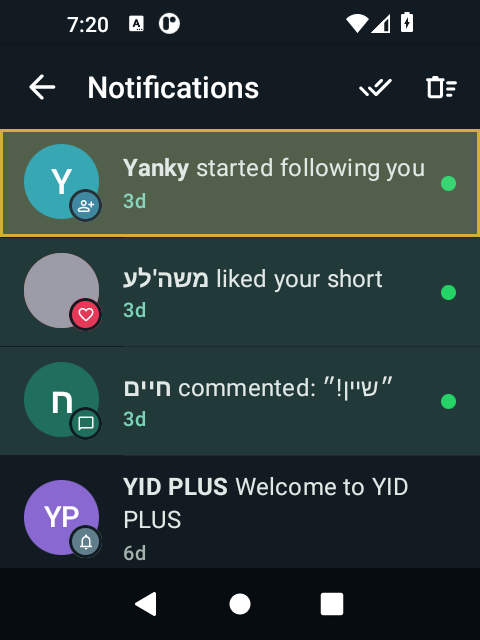 7:20
A
Notifications
Y
Yanky started following you
3d
משה'לע liked your short
3d
ח
חיים commented: ״שיין!״
3d
YP
YID PLUS Welcome to YID
PLUS
6d